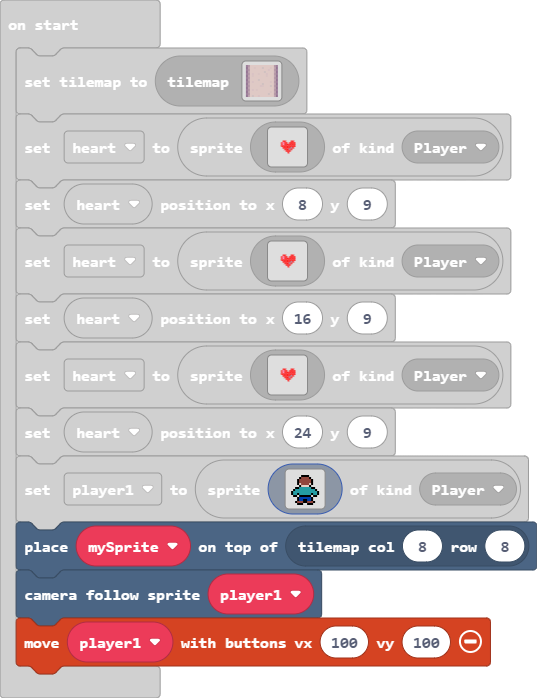 on start
set tilemap to tilemap
set heart to sprite of kind Player
set heart position to x 8 y 9
set heart to sprite of kind Player
set heart position to x 16 y 9
set heart to sprite of kind Player
set heart position to x 24 y 9
set player1 to sprite of kind Player
place mySprite on top of tilemap col 8 row 8
camera follow sprite player1
move player1 with buttons vx 100 vy 100